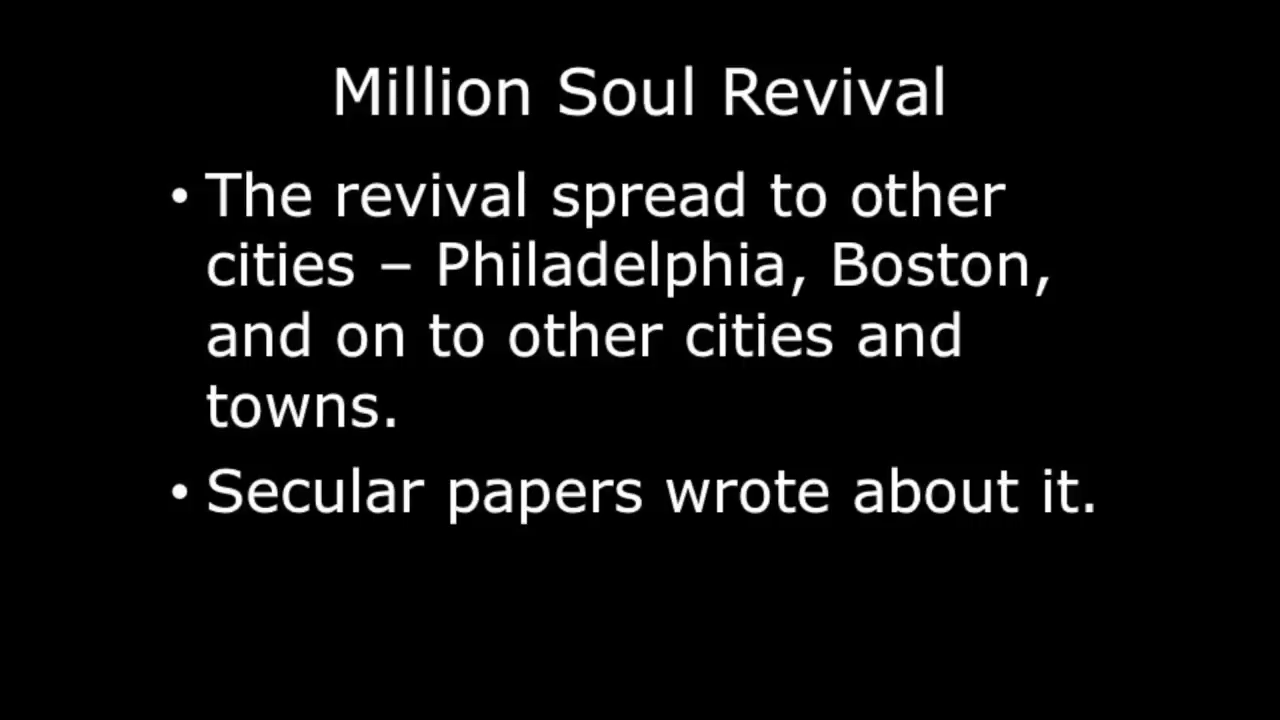 Million Soul Revival
• The revival spread to other
cities – Philadelphia, Boston,
and on to other cities and
towns.
• Secular papers wrote about it.